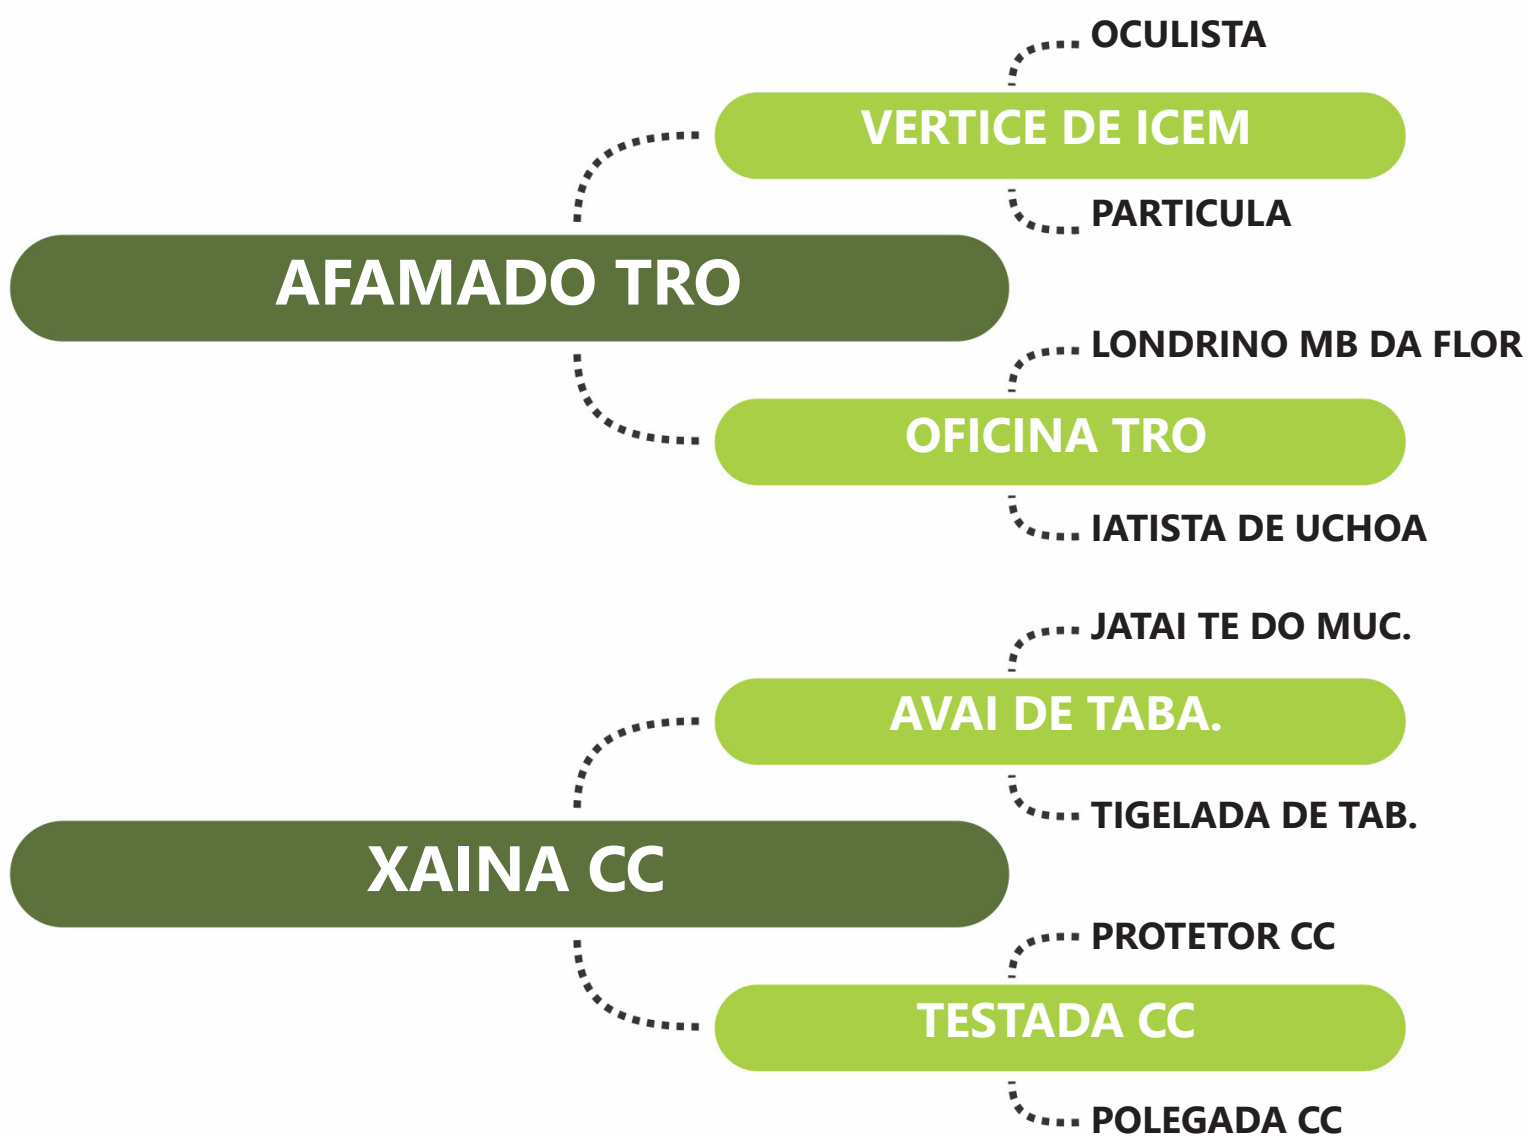 OCULISTA
VERTICE DE ICEM
PARTICULA
AFAMADO TRO
LONDRINO MB DA FLOR
OFICINA TRO
IATISTA DE UCHOA
JATAI TE DO MUC.
AVAI DE TABA.
TIGELADA DE TAB.
XAINA CC
PROTETOR CC
TESTADA CC
POLEGADA CC